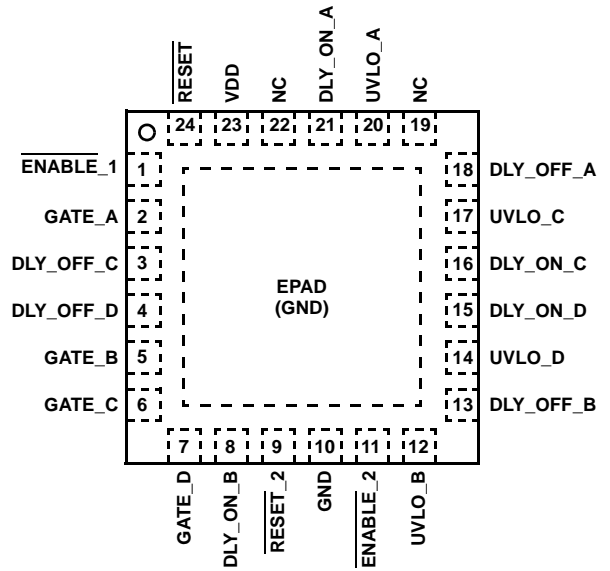 RESET
VDD
NC
DLY_ON_A
UVLO_A
NC
24
23
22
21
20
19
ENABLE_1
1
18
DLY_OFF_A
GATE_A
2
17
UVLO_C
DLY_OFF_C
3
16
DLY_ON_C
EPAD
(GND)
DLY_OFF_D
4
15
DLY_ON_D
GATE_B
5
14
UVLO_D
GATE_C
6
13
DLY_OFF_B
7
8
9
10
11
12
GATE_D
DLY_ON_B
RESET_2
GND
ENABLE_2
UVLO_B